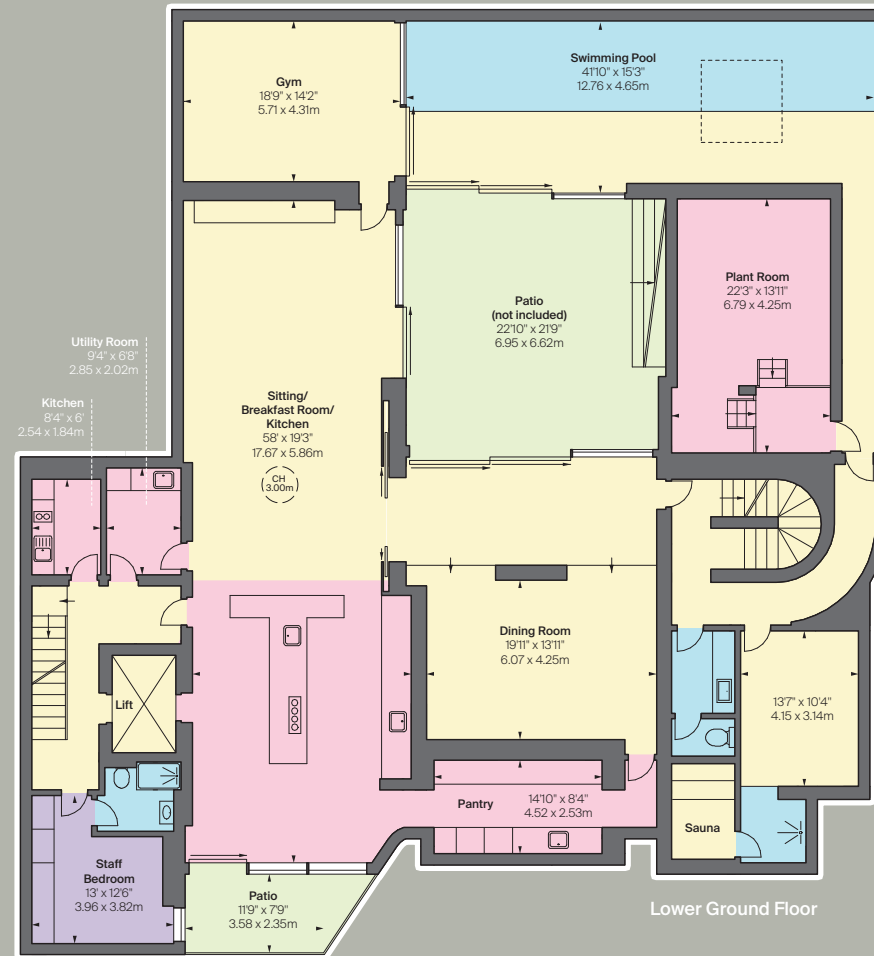 Swimming Pool
41'10" x 15'3"
12.76 x 4.65m
Gym
18'9" x 14'2"
5.71 x 4.31m
Plant Room
22'3" x 13'11"
6.79 x 4.25m
Patio
(not included)
22'10" x 21'9"
6.95 x 6.62m
Utility Room
9'4" x 6'8"
2.85 x 2.02m
Kitchen
8'4" x 6'
2.54 x 1.84m
Sitting/
Breakfast Room/
Kitchen
58' x 19'3"
17.67 x 5.86m
CH
3.00m
Dining Room
19'11" x 13'11"
6.07 x 4.25m
13'7" x 10'4"
4.15 x 3.14m
Lift
Pantry
14'10" x 8'4"
4.52 x 2.53m
Sauna
Staff
Bedroom
13' x 12'6"
3.96 x 3.82m
Patio
11'9" x 7'9"
3.58 x 2.35m
Lower Ground Floor